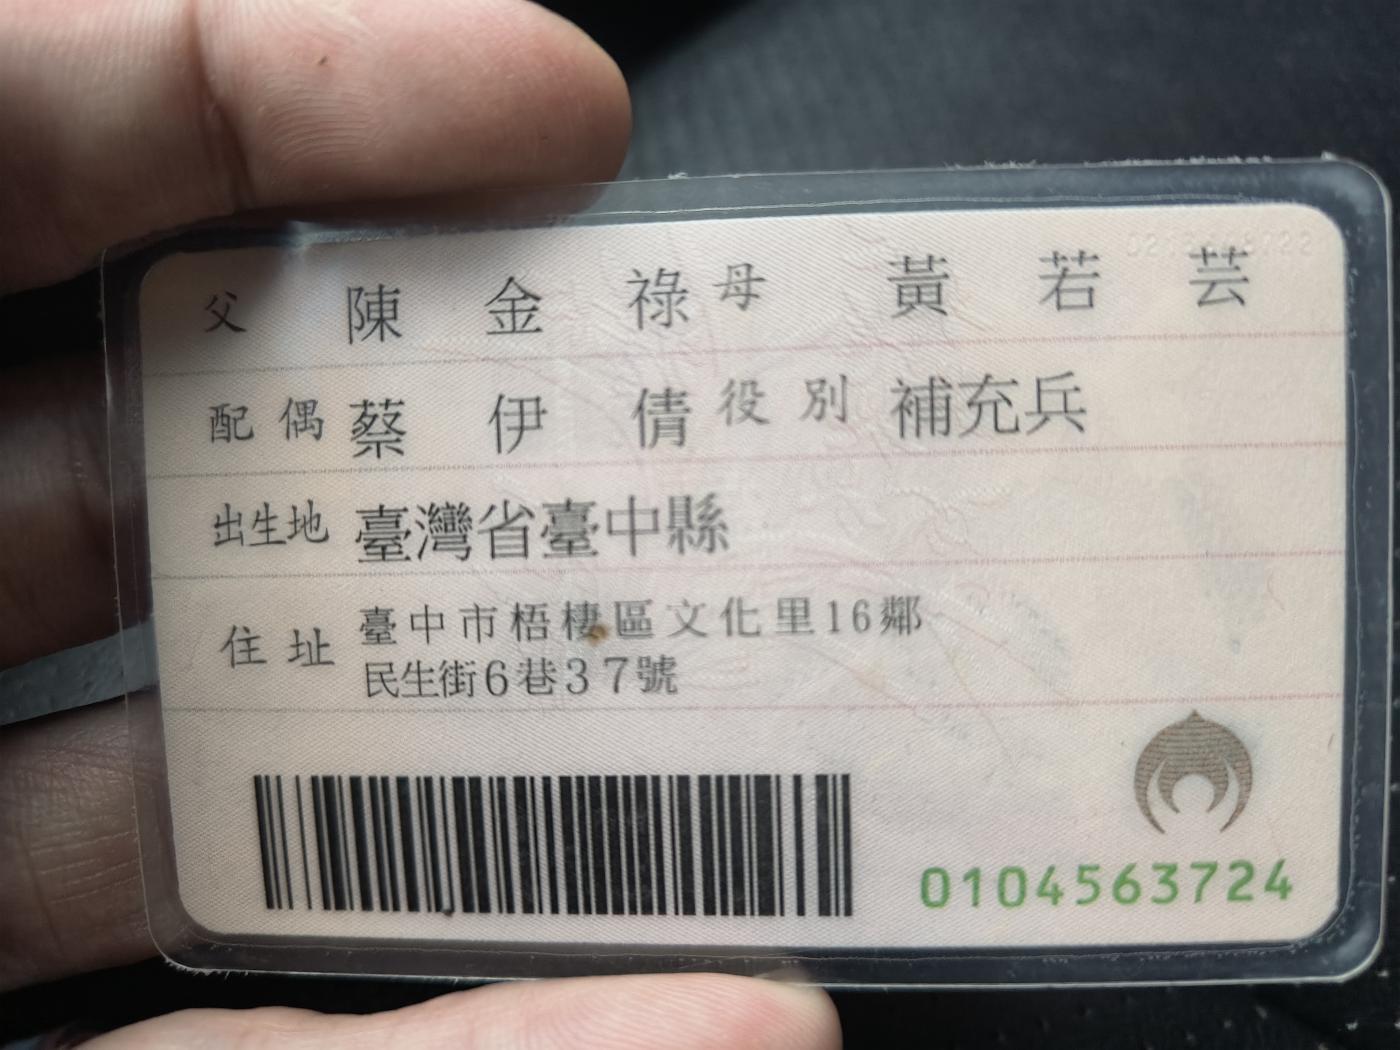 父 陳金祿 母 黃若芸
配偶 蔡伊倩 役別 補充兵
出生地 臺灣省臺中縣
住址 臺中市梧棲區文化里16鄰
民生街6巷37號
0104563724